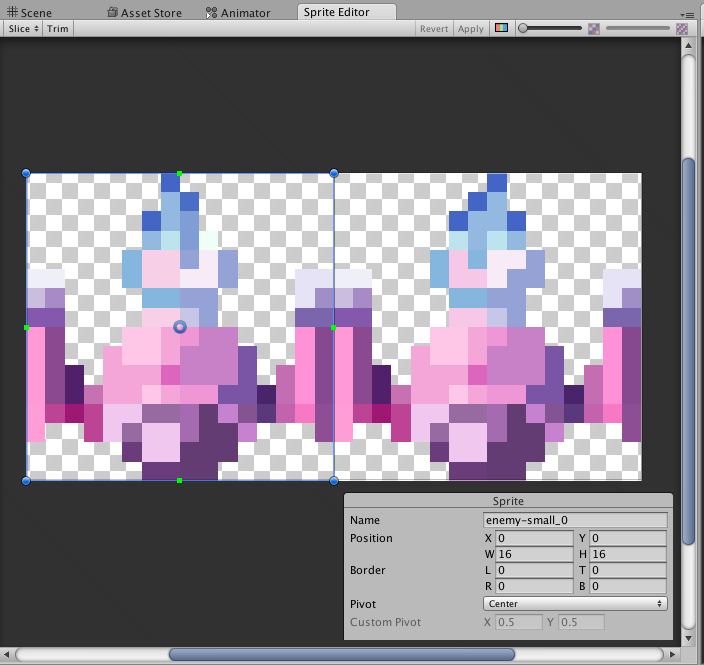 Scene Asset Store Animator Sprite Editor
Slice Trim Revert Apply
Sprite
Name enemy-small_0
Position X 0 Y 0
W 16 H 16
Border L 0 T 0
R 0 B 0
Pivot Center
Custom Pivot X 0.5 Y 0.5